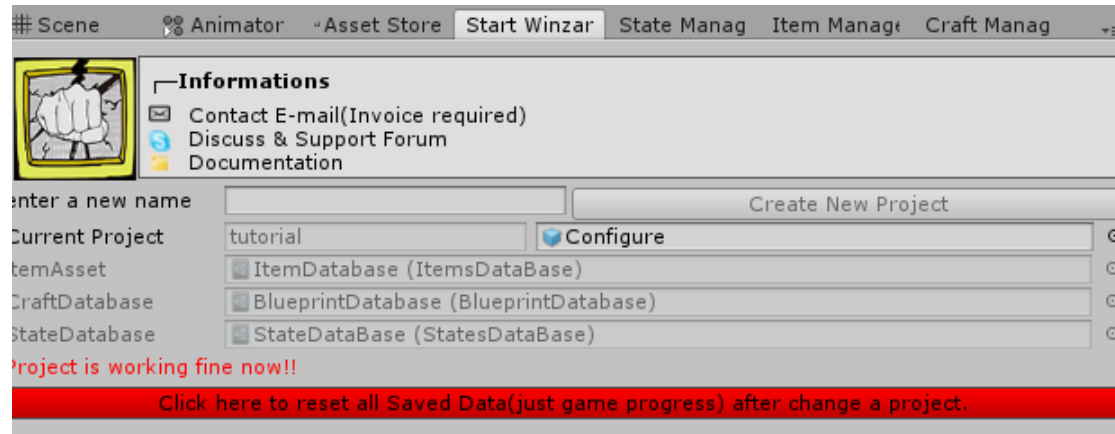 # Scene Animator Asset Store Start Winzar State Manag Item Manage Craft Manag
Informations
Contact E-mail(Invoice required)
Discuss & Support Forum
Documentation
enter a new name Create New Project
Current Project tutorial Configure
ItemAsset ItemDatabase (ItemsDataBase)
CraftDatabase BlueprintDatabase (BlueprintDatabase)
StateDatabase StateDataBase (StatesDataBase)
Project is working fine now!!
Click here to reset all Saved Data(just game progress) after change a project.